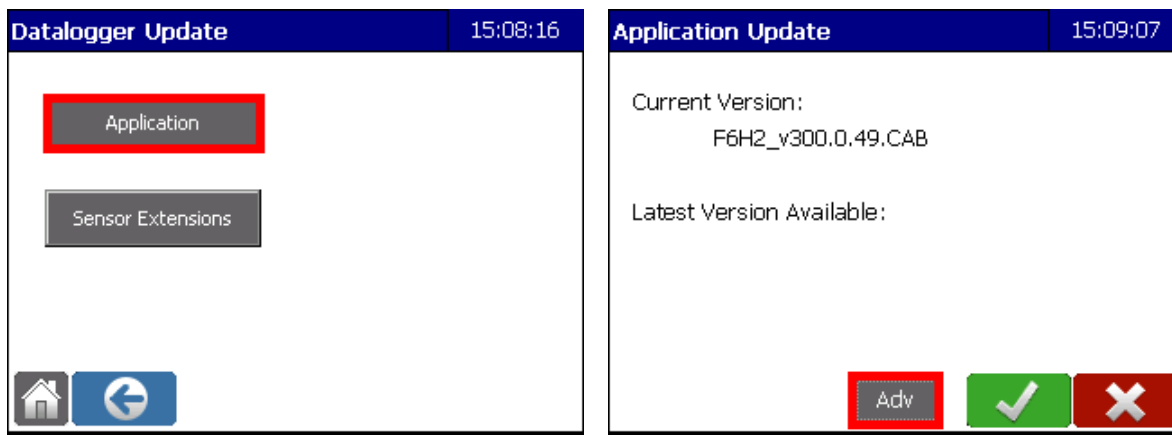 Datalogger Update 15:08:16
Application
Sensor Extensions
Application Update 15:09:07
Current Version:
F6H2_v300.0.49.CAB
Latest Version Available:
Adv